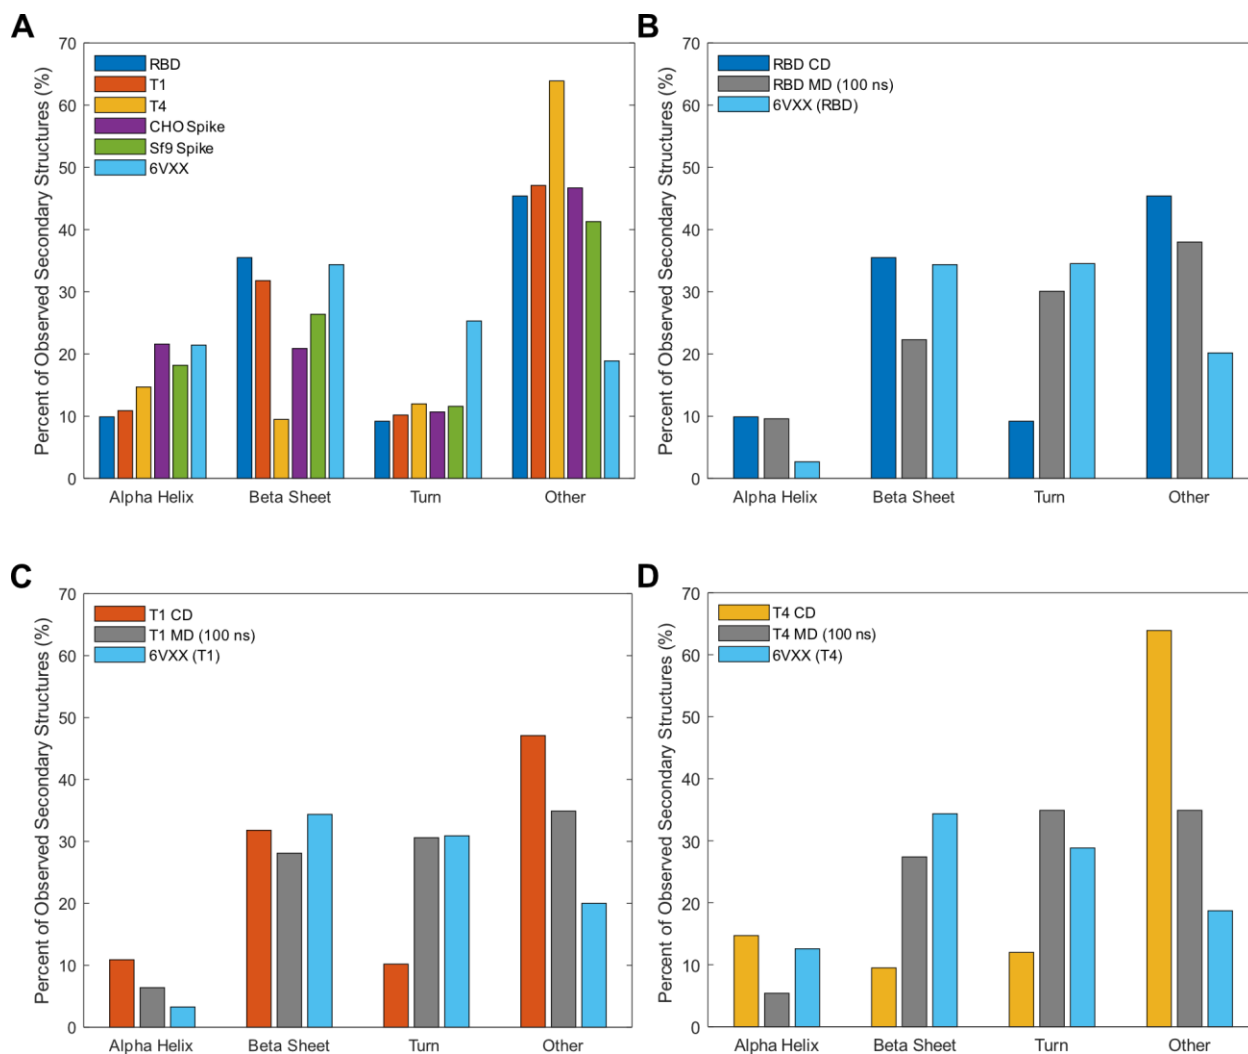 A
Percent of Observed Secondary Structures (%)
70
60
50
40
30
20
10
0
RBD
T1
T4
CHO Spike
Sf9 Spike
6VXX
Alpha Helix
Beta Sheet
Turn
Other
B
Percent of Observed Secondary Structures (%)
70
60
50
40
30
20
10
0
RBD CD
RBD MD (100 ns)
6VXX (RBD)
Alpha Helix
Beta Sheet
Turn
Other
C
Percent of Observed Secondary Structures (%)
70
60
50
40
30
20
10
0
T1 CD
T1 MD (100 ns)
6VXX (T1)
Alpha Helix
Beta Sheet
Turn
Other
D
Percent of Observed Secondary Structures (%)
70
60
50
40
30
20
10
0
T4 CD
T4 MD (100 ns)
6VXX (T4)
Alpha Helix
Beta Sheet
Turn
Other